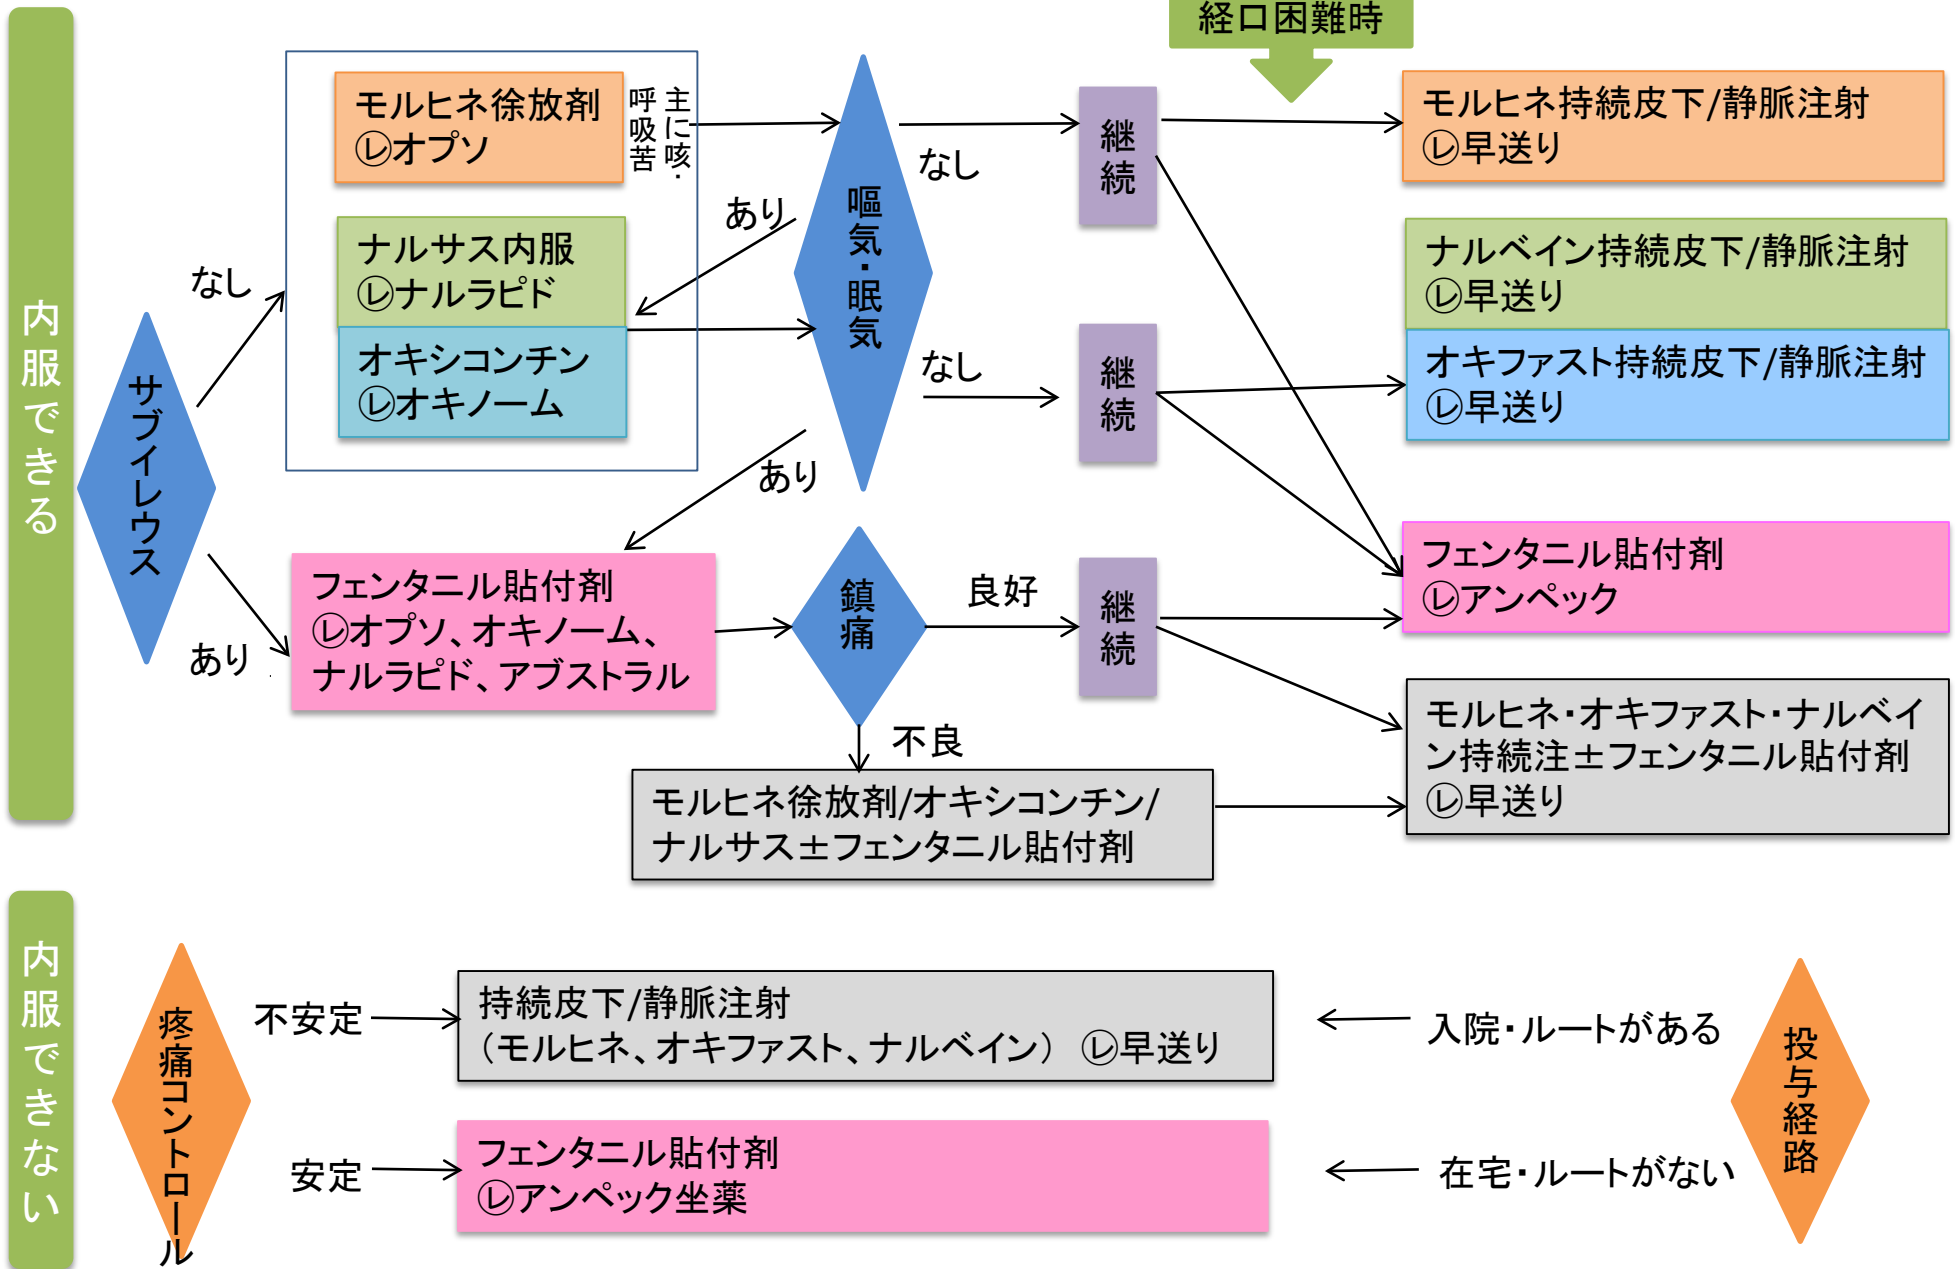 経口困難時
内服できる
サブイレウス
なし
あり
モルヒネ徐放剤
㋹オプソ
主に咳・
呼吸苦
ナルサス内服
㋹ナルラピド
オキシコンチン
㋹オキノーム
嘔気・眠気
あり
なし
継続
なし
継続
あり
モルヒネ持続皮下/静脈注射
㋹早送り
ナルベイン持続皮下/静脈注射
㋹早送り
オキファスト持続皮下/静脈注射
㋹早送り
フェンタニル貼付剤
㋹オプソ、オキノーム、
ナルラピド、アブストラル
鎮痛
良好
継続
不良
フェンタニル貼付剤
㋹アンペック
モルヒネ徐放剤/オキシコンチン/
ナルサス±フェンタニル貼付剤
モルヒネ・オキファスト・ナルベイ
ン持続注±フェンタニル貼付剤
㋹早送り
内服できない
疼痛コントロール
不安定
持続皮下/静脈注射
（モルヒネ、オキファスト、ナルベイン） ㋹早送り
入院・ルートがある
投与経路
安定
フェンタニル貼付剤
㋹アンペック坐薬
在宅・ルートがない